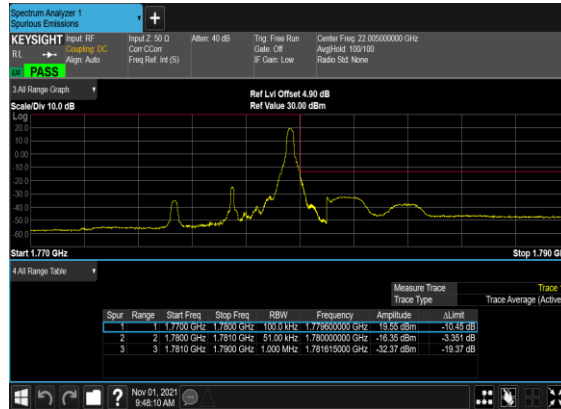 Spectrum Analyzer 1
Spurious Emissions
KEYSIGHT Input: RF Input Z: 50 Ω Atten: 40 dB Trig: Free Run Center Freq: 22.005000000 GHz
RL Coupling: DC Corr CCorr Gate: Off Avg|Hold: 100/100
Align: Auto Freq Ref: Int (S) IF Gain: Low Radio Std: None
PASS
3 All Range Graph
Ref Lvl Offset 4.90 dB
Scale/Div 10.0 dB Ref Value 30.00 dBm
Log
20.0
10.0
0.00
-10.0
-20.0
-30.0
-40.0
-50.0
-60.0
Start 1.770 GHz Stop 1.790 G
4 All Range Table
Measure Trace Trace
Trace Type Trace Average (Active
Spur Range Start Freq Stop Freq RBW Frequency Amplitude ΔLimit
1 1 1.7700 GHz 1.7800 GHz 100.0 kHz 1.779600000 GHz 19.55 dBm -10.45 dB
2 2 1.7800 GHz 1.7810 GHz 51.00 kHz 1.780000000 GHz -16.35 dBm -3.351 dB
3 3 1.7810 GHz 1.7900 GHz 1.000 MHz 1.781615000 GHz -32.37 dBm -19.37 dB
? Nov 01, 2021
9:48:10 AM